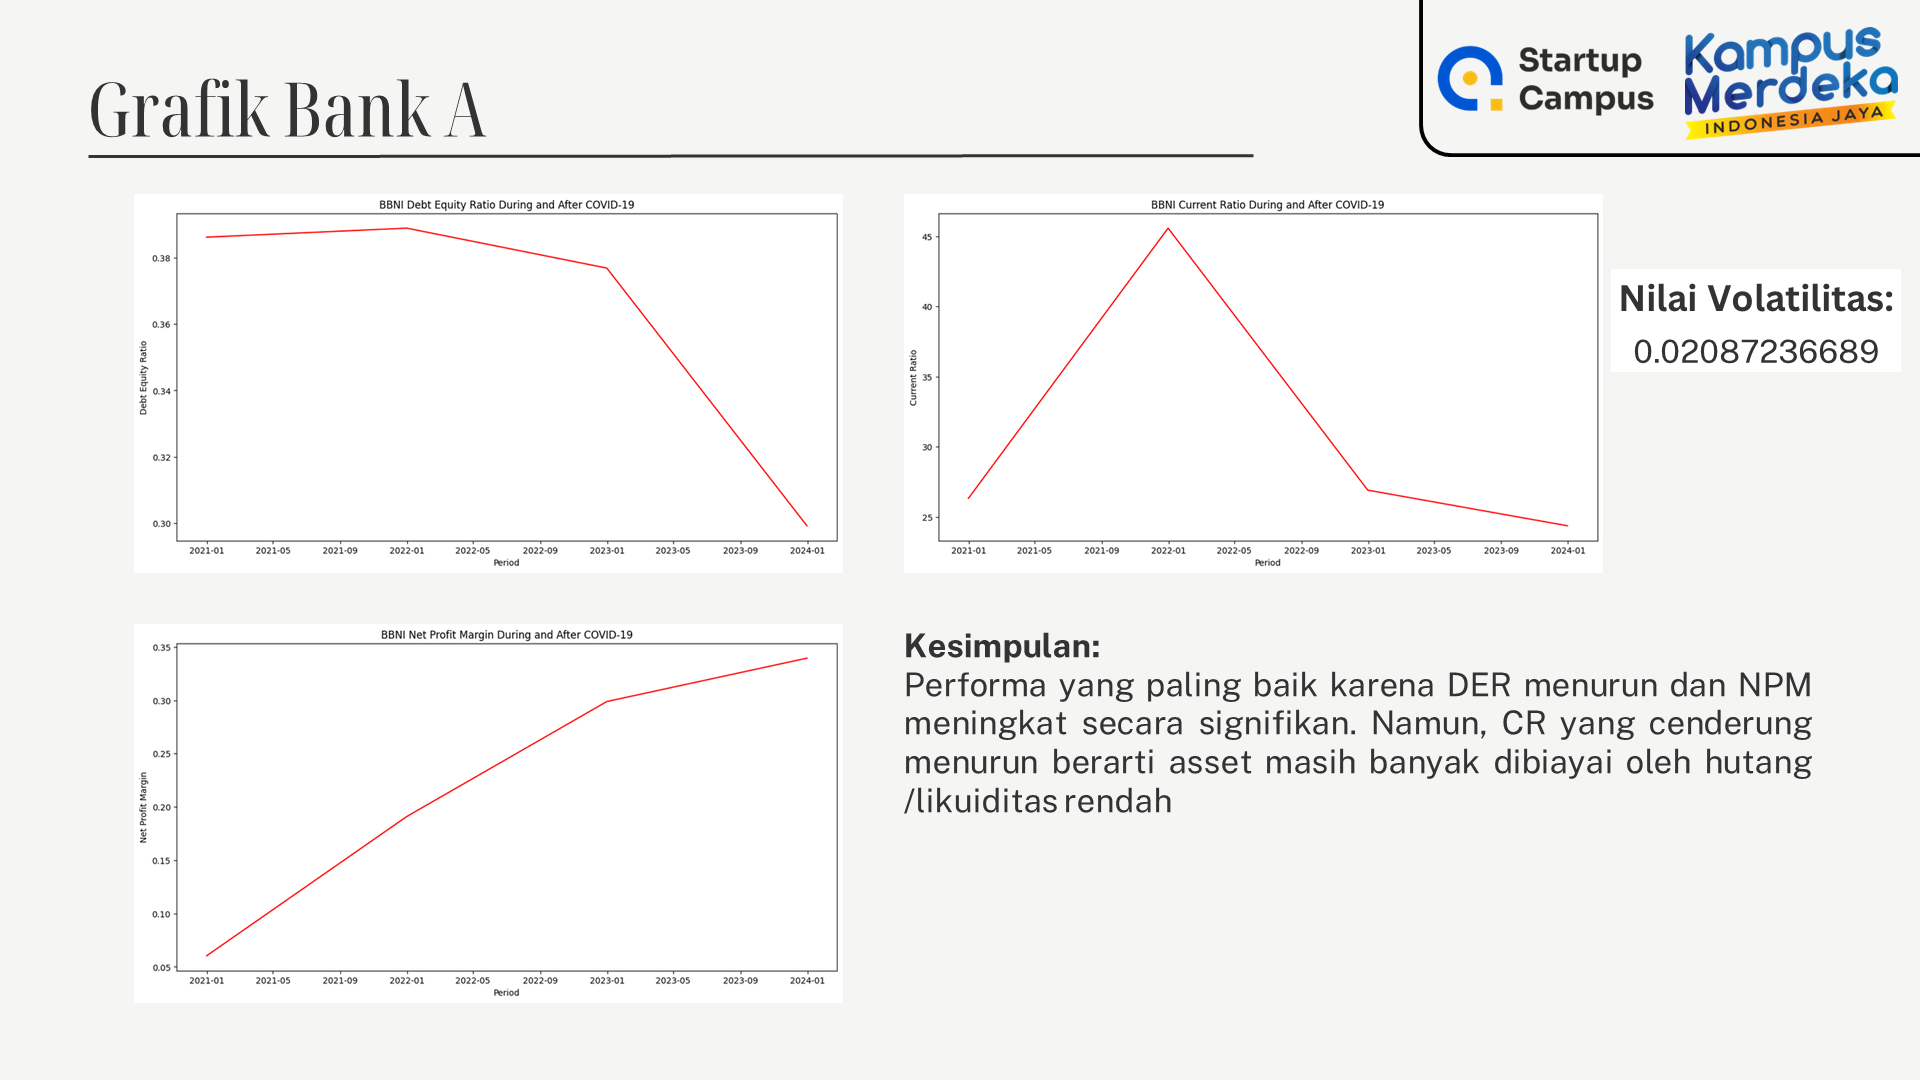 Grafik Bank A
Startup
Campus
Kampus
Merdeka
INDONESIA JAYA
BBNI Debt Equity Ratio During and After COVID-19
Debt Equity Ratio
0.38
0.36
0.34
0.32
0.30
2021-01 2021-05 2021-09 2022-01 2022-05 2022-09 2023-01 2023-05 2023-09 2024-01
Period
BBNI Current Ratio During and After COVID-19
Current Ratio
45
40
35
30
25
2021-01 2021-05 2021-09 2022-01 2022-05 2022-09 2023-01 2023-05 2023-09 2024-01
Period
Nilai Volatilitas:
0.02087236689
BBNI Net Profit Margin During and After COVID-19
Net Profit Margin
0.35
0.30
0.25
0.20
0.15
0.10
0.05
2021-01 2021-05 2021-09 2022-01 2022-05 2022-09 2023-01 2023-05 2023-09 2024-01
Period
Kesimpulan:
Performa yang paling baik karena DER menurun dan NPM
meningkat secara signifikan. Namun, CR yang cenderung
menurun berarti asset masih banyak dibiayai oleh hutang
/likuiditas rendah